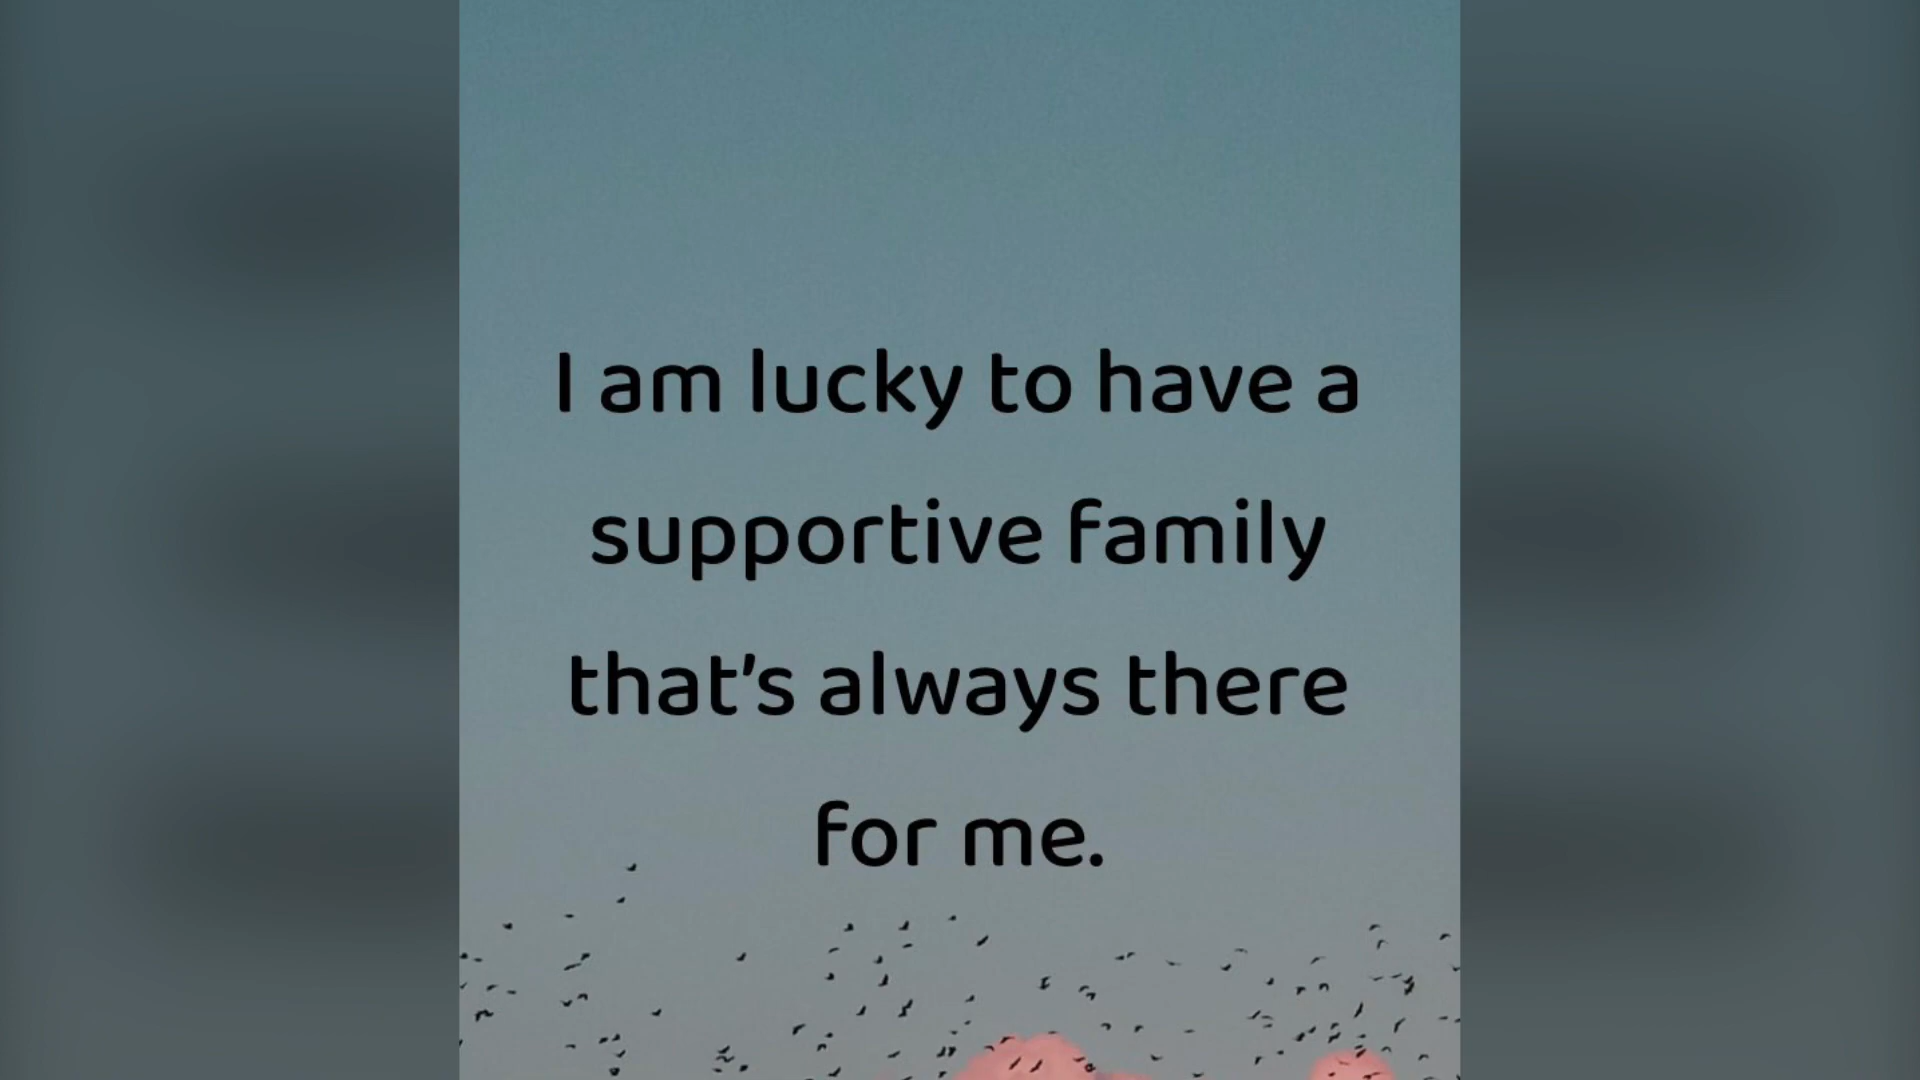 I am lucky to have a
supportive family
that’s always there
for me.